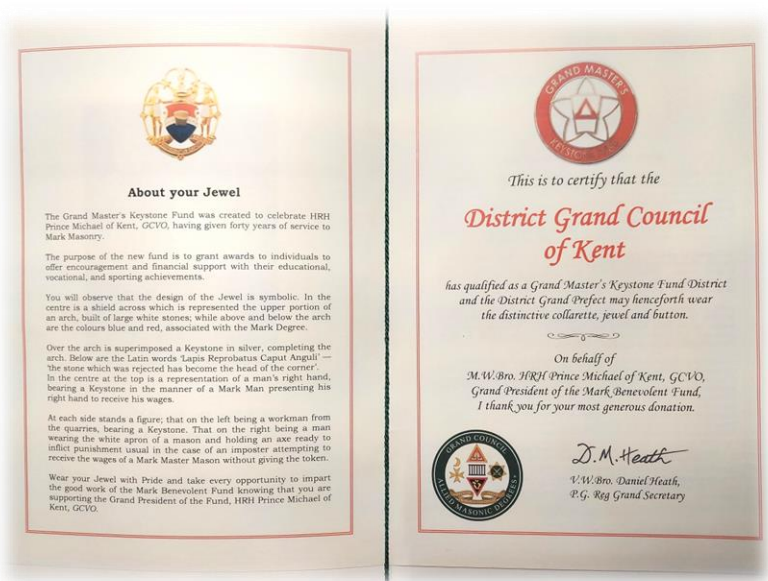 About your Jewel
The Grand Master's Keystone Fund was created to celebrate HRH
Prince Michael of Kent, GCVO, having given forty years of service to
Mark Masonry.
The purpose of the new fund is to grant awards to individuals to
offer encouragement and financial support with their educational,
vocational, and sporting achievements.
You will observe that the design of the Jewel is symbolic. In the
centre is a shield across which is represented the upper portion of
an arch, built of large white stones; while above and below the arch
are the colours blue and red, associated with the Mark Degree.
Over the arch is superimposed a Keystone in silver, completing the
arch. Below are the Latin words 'Lapis Reprobatus Caput Anguli' —
'the stone which was rejected has become the head of the corner'.
In the centre at the top is a representation of a man's right hand,
bearing a Keystone in the manner of a Mark Man presenting his
right hand to receive his wages.
At each side stands a figure; that on the left being a workman from
the quarries, bearing a Keystone. That on the right being a man
wearing the white apron of a mason and holding an axe ready to
inflict punishment usual in the case of an imposter attempting to
receive the wages of a Mark Master Mason without giving the token.
Wear your Jewel with Pride and take every opportunity to impart
the good work of the Mark Benevolent Fund knowing that you are
supporting the Grand President of the Fund, HRH Prince Michael of
Kent, GCVO.
GRAND MASTER'S
This is to certify that the
District Grand Council
of Kent
has qualified as a Grand Master's Keystone Fund District
and the District Grand Prefect may henceforth wear
the distinctive collarette, jewel and button.
On behalf of
M.W.Bro. HRH Prince Michael of Kent, GCVO,
Grand President of the Mark Benevolent Fund,
I thank you for your most generous donation.
GRAND COUNCIL
ALLIED MASONIC DEGREES
D.M.Heath
V.W.Bro. Daniel Heath,
P.G. Reg Grand Secretary